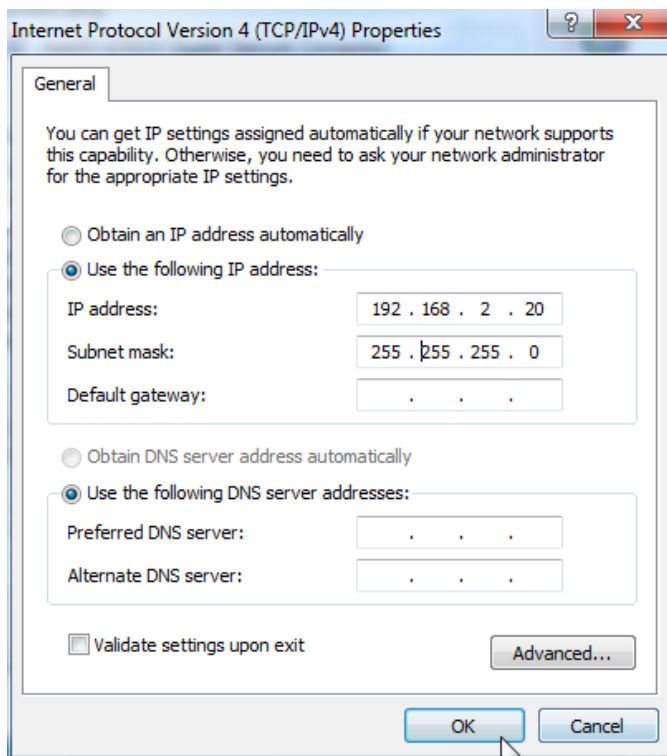 Internet Protocol Version 4 (TCP/IPv4) Properties
?
General
You can get IP settings assigned automatically if your network supports
this capability. Otherwise, you need to ask your network administrator
for the appropriate IP settings.
Obtain an IP address automatically
Use the following IP address:
IP address: 192 . 168 . 2 . 20
Subnet mask: 255 . 255 . 255 . 0
Default gateway: . . .
Obtain DNS server address automatically
Use the following DNS server addresses:
Preferred DNS server: . . .
Alternate DNS server: . . .
Validate settings upon exit
Advanced...
OK Cancel